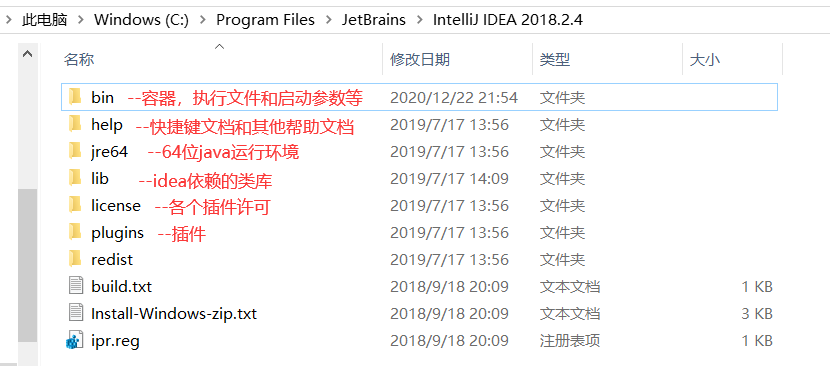 此电脑 > Windows (C:) > Program Files > JetBrains > IntelliJ IDEA 2018.2.4
名称 修改日期 类型 大小
bin --容器，执行文件和启动参数等 2020/12/22 21:54 文件夹
help --快捷键文档和其他帮助文档 2019/7/17 13:56 文件夹
jre64 --64位java运行环境 2019/7/17 13:56 文件夹
lib --idea依赖的类库 2019/7/17 14:09 文件夹
license --各个插件许可 2019/7/17 13:56 文件夹
plugins --插件 2019/7/17 13:56 文件夹
redist 2019/7/17 13:56 文件夹
build.txt 2018/9/18 20:09 文本文档 1 KB
Install-Windows-zip.txt 2018/9/18 20:09 文本文档 3 KB
ipr.reg 2018/9/18 20:09 注册表项 1 KB